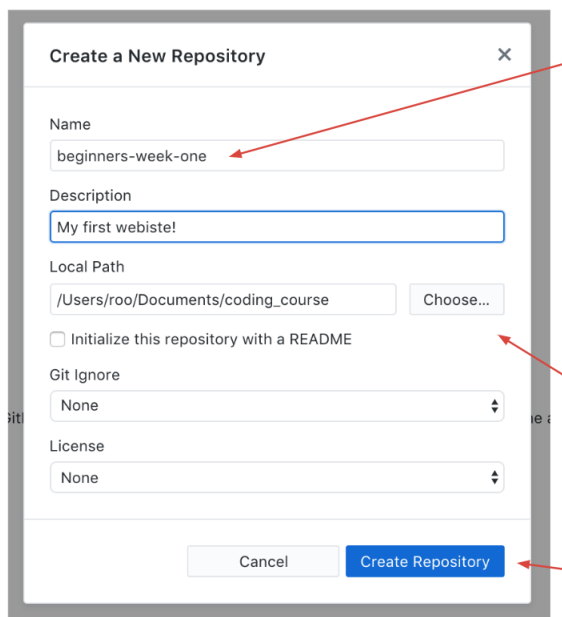 Create a New Repository
Name
beginners-week-one
Description
My first webiste!
Local Path
/Users/roo/Documents/coding_course Choose...
Initialize this repository with a README
Git Ignore
None
License
None
Cancel Create Repository